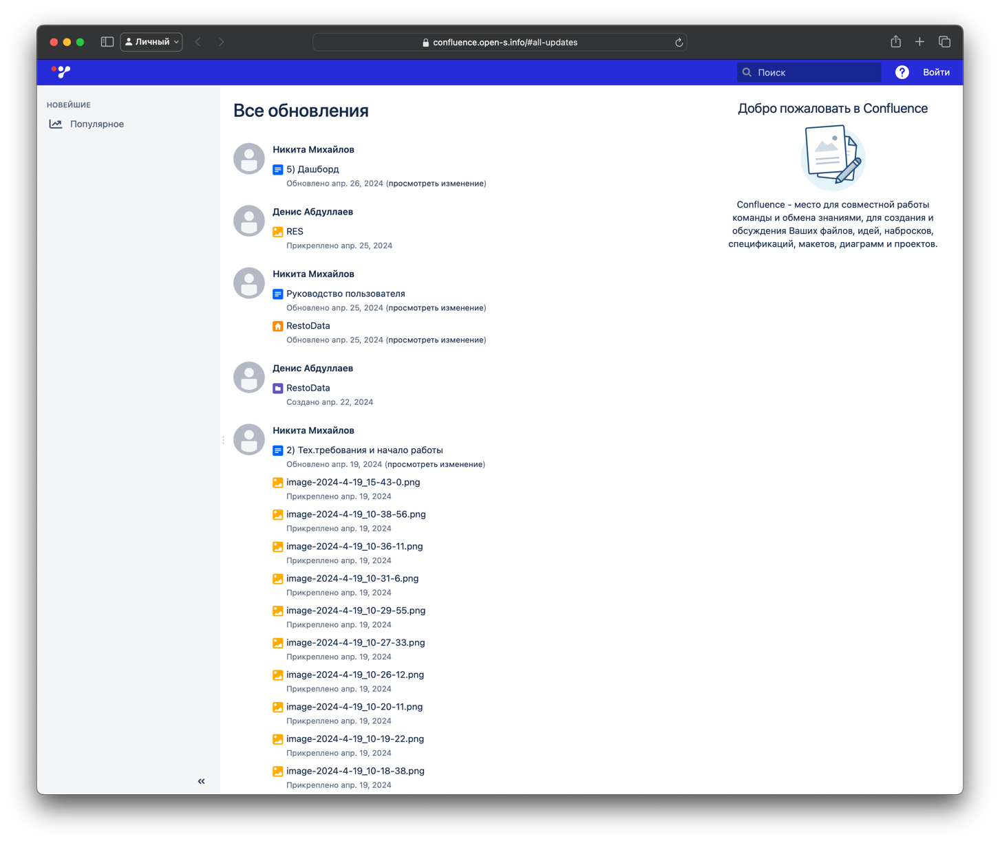 Личный
confluence.open-s.info/#all-updates
Поиск
?
Войти
НОВЕЙШИЕ
Популярное
Все обновления
Никита Михайлов
5) Дашборд
Обновлено апр. 26, 2024 (просмотреть изменение)
Денис Абдуллаев
RES
Прикреплено апр. 25, 2024
Никита Михайлов
Руководство пользователя
Обновлено апр. 25, 2024 (просмотреть изменение)
RestoData
Обновлено апр. 25, 2024 (просмотреть изменение)
Денис Абдуллаев
RestoData
Создано апр. 22, 2024
Никита Михайлов
2) Тех.требования и начало работы
Обновлено апр. 19, 2024 (просмотреть изменение)
image-2024-4-19_15-43-0.png
Прикреплено апр. 19, 2024
image-2024-4-19_10-38-56.png
Прикреплено апр. 19, 2024
image-2024-4-19_10-36-11.png
Прикреплено апр. 19, 2024
image-2024-4-19_10-31-6.png
Прикреплено апр. 19, 2024
image-2024-4-19_10-29-55.png
Прикреплено апр. 19, 2024
image-2024-4-19_10-27-33.png
Прикреплено апр. 19, 2024
image-2024-4-19_10-26-12.png
Прикреплено апр. 19, 2024
image-2024-4-19_10-20-11.png
Прикреплено апр. 19, 2024
image-2024-4-19_10-19-22.png
Прикреплено апр. 19, 2024
image-2024-4-19_10-18-38.png
Прикреплено апр. 19, 2024
Добро пожаловать в Confluence
Confluence - место для совместной работы
команды и обмена знаниями, для создания и
обсуждения Ваших файлов, идей, набросков,
спецификаций, макетов, диаграмм и проектов.